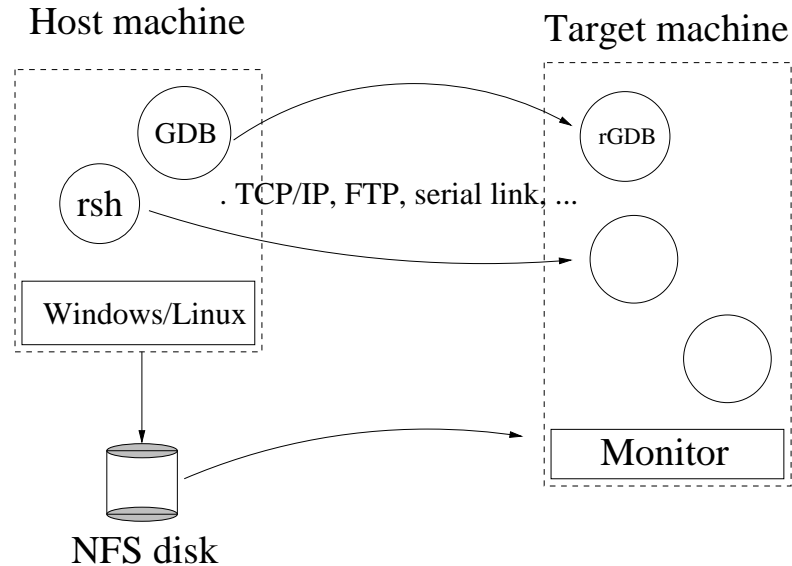 Host machine
Target machine
GDB
rGDB
rsh
. TCP/IP, FTP, serial link, ...
Windows/Linux
Monitor
NFS disk